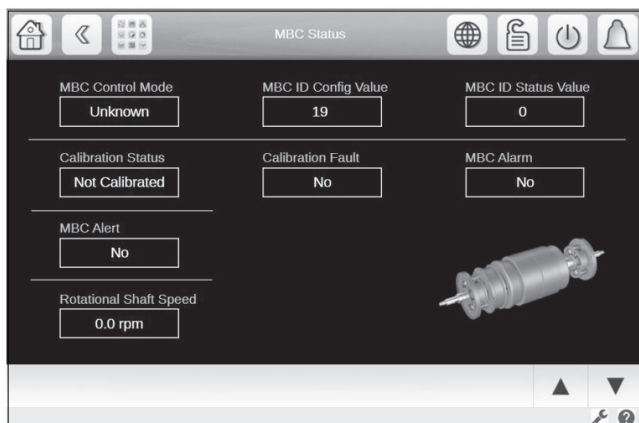 MBC Status
MBC Control Mode
MBC ID Config Value
MBC ID Status Value
Unknown
19
0
Calibration Status
Calibration Fault
MBC Alarm
Not Calibrated
No
No
MBC Alert
No
Rotational Shaft Speed
0.0 rpm
?